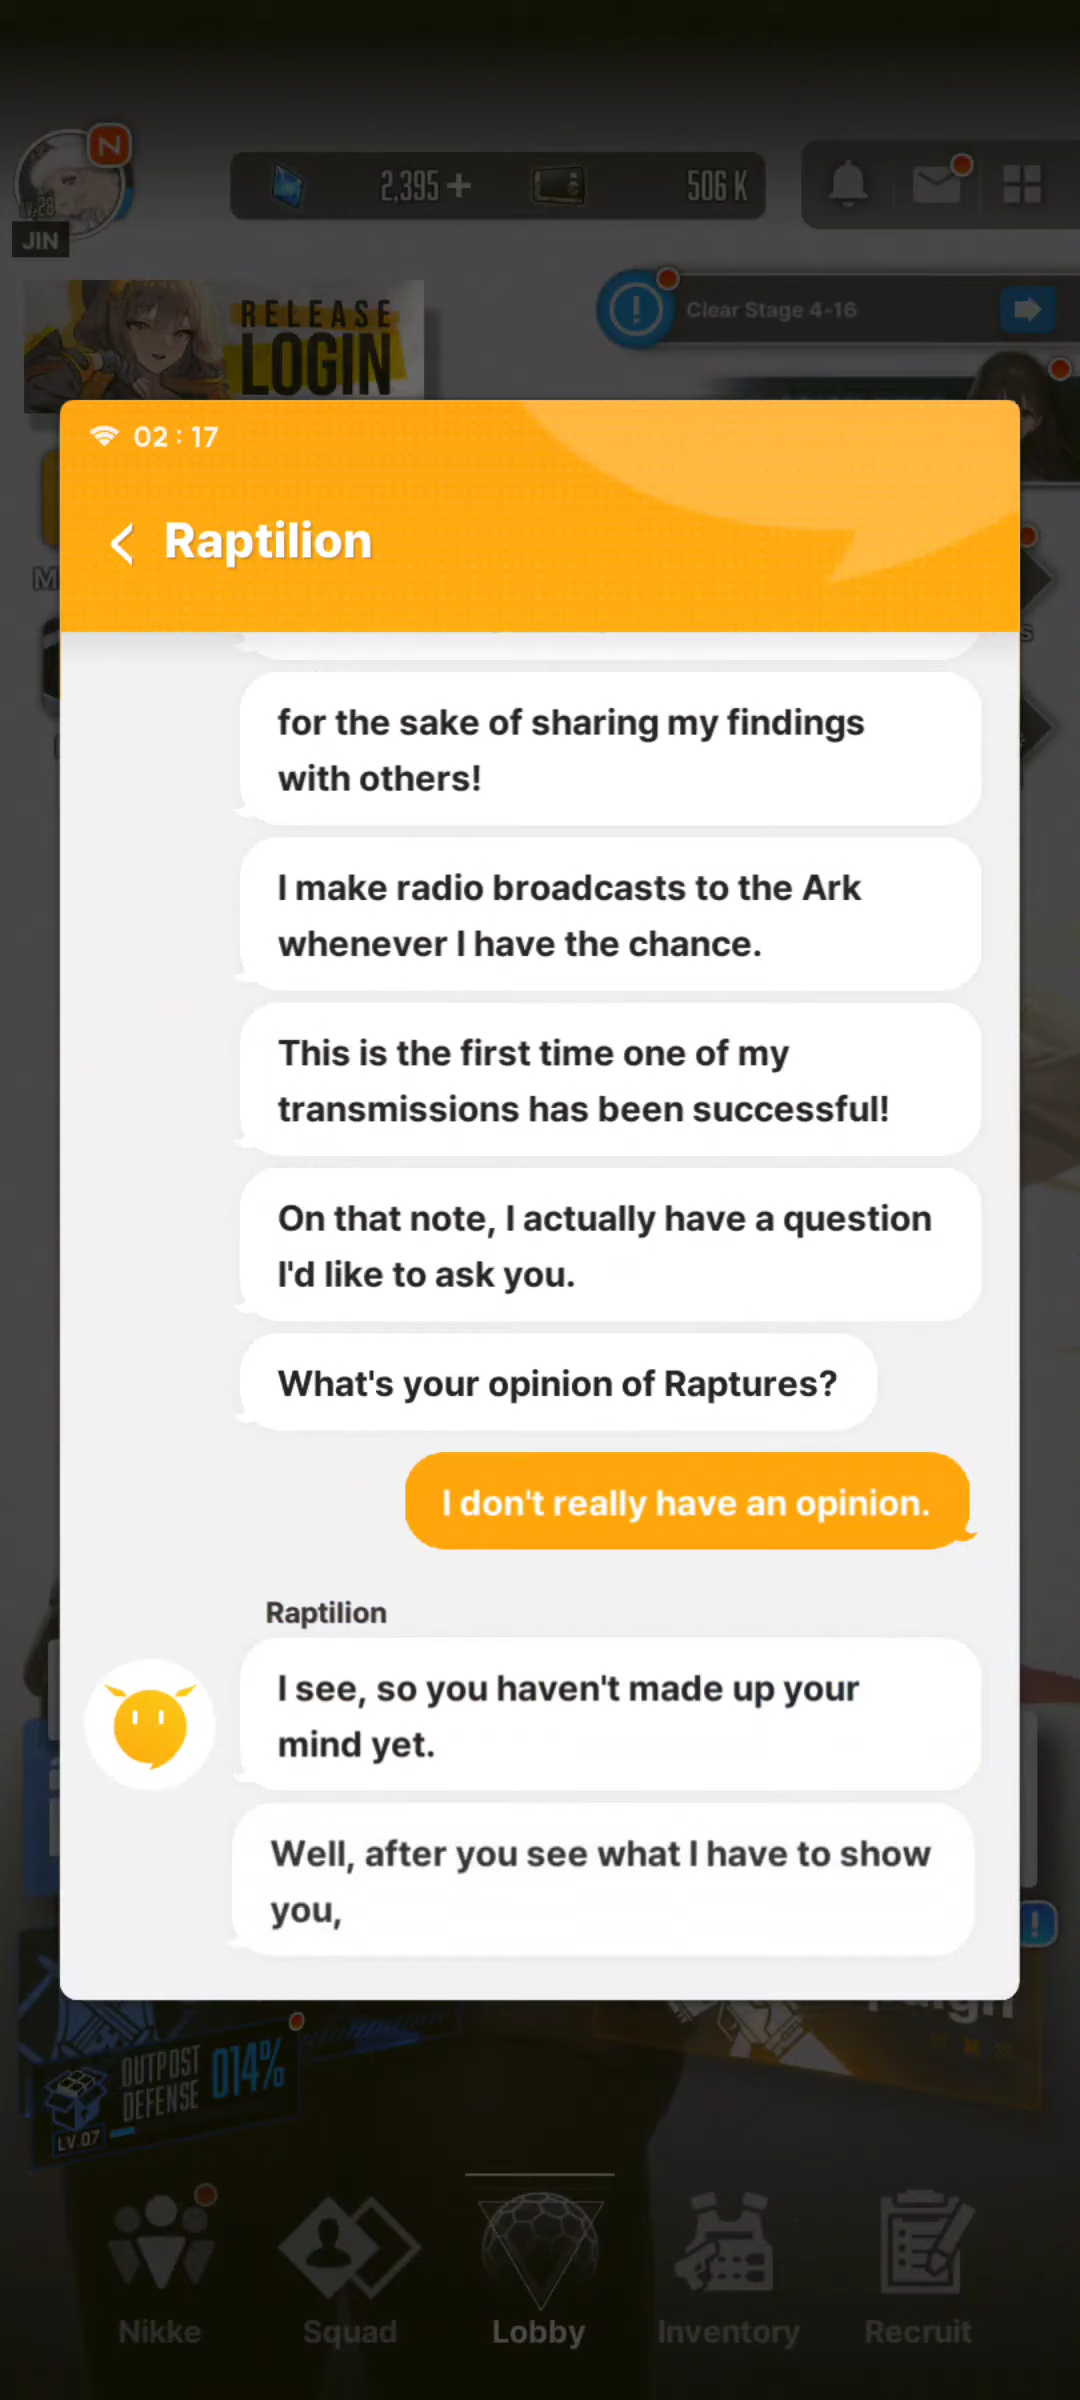 N
LV.28
JIN
2,395
506 K
RELEASE
LOGIN
Clear Stage 4-16
02 : 17
Raptilion
for the sake of sharing my findings
with others!
I make radio broadcasts to the Ark
whenever I have the chance.
This is the first time one of my
transmissions has been successful!
On that note, I actually have a question
I'd like to ask you.
What's your opinion of Raptures?
I don't really have an opinion.
Raptilion
I see, so you haven't made up your
mind yet.
Well, after you see what I have to show
you,
OUTPOST
DEFENSE
014%
LV.07
Nikke
Squad
Lobby
Inventory
Recruit